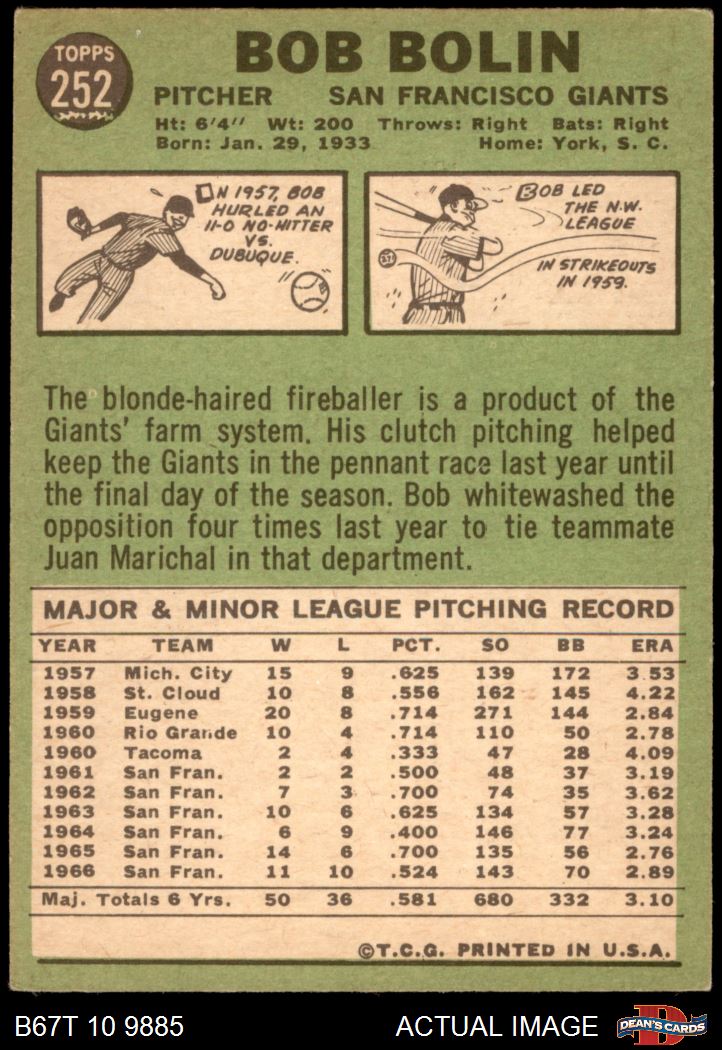 TOPPS
252
BOB BOLIN
PITCHER SAN FRANCISCO GIANTS
Ht: 6'4" Wt: 200 Throws: Right Bats: Right
Born: Jan. 29, 1933 Home: York, S. C.
ON 1957, BOB
HURLED AN
11-0 NO-HITTER
VS.
DUBUQUE.
BOB LED
THE N.W.
LEAGUE
IN STRIKEOUTS
IN 1959.
271
The blonde-haired fireballer is a product of the
Giants' farm system. His clutch pitching helped
keep the Giants in the pennant race last year until
the final day of the season. Bob whitewashed the
opposition four times last year to tie teammate
Juan Marichal in that department.
MAJOR & MINOR LEAGUE PITCHING RECORD
YEAR TEAM W L PCT. SO BB ERA
1957 Mich. City 15 9 .625 139 172 3.53
1958 St. Cloud 10 8 .556 162 145 4.22
1959 Eugene 20 8 .714 271 144 2.84
1960 Rio Grande 10 4 .714 110 50 2.78
1960 Tacoma 2 4 .333 47 28 4.09
1961 San Fran. 2 2 .500 48 37 3.19
1962 San Fran. 7 3 .700 74 35 3.62
1963 San Fran. 10 6 .625 134 57 3.28
1964 San Fran. 6 9 .400 146 77 3.24
1965 San Fran. 14 6 .700 135 56 2.76
1966 San Fran. 11 10 .524 143 70 2.89
Maj. Totals 6 Yrs. 50 36 .581 680 332 3.10
©T.C.G. PRINTED IN U.S.A.
B67T 10 9885 ACTUAL IMAGE
DEAN'S CARDS